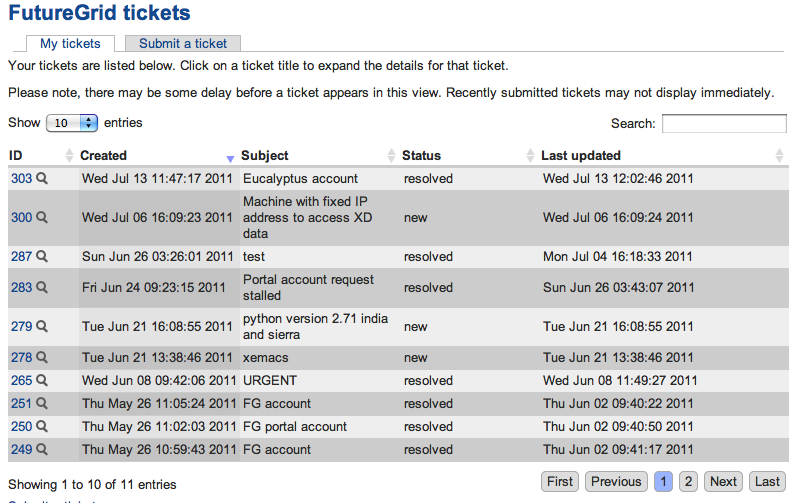 FutureGrid tickets
My tickets Submit a ticket
Your tickets are listed below. Click on a ticket title to expand the details for that ticket.
Please note, there may be some delay before a ticket appears in this view. Recently submitted tickets may not display immediately.
Show 10 entries Search:
ID Created Subject Status Last updated
303 Wed Jul 13 11:47:17 2011 Eucalyptus account resolved Wed Jul 13 12:02:46 2011
Machine with fixed IP
300 Wed Jul 06 16:09:23 2011 address to access XD new Wed Jul 06 16:09:24 2011
data
287 Sun Jun 26 03:26:01 2011 test resolved Mon Jul 04 16:18:33 2011
Portal account request
283 Fri Jun 24 09:23:15 2011 resolved Sun Jun 26 03:43:07 2011
stalled
python version 2.71 india
279 Tue Jun 21 16:08:55 2011 new Tue Jun 21 16:08:55 2011
and sierra
278 Tue Jun 21 13:38:46 2011 xemacs new Tue Jun 21 13:38:46 2011
265 Wed Jun 08 09:42:06 2011 URGENT resolved Wed Jun 08 11:49:27 2011
251 Thu May 26 11:05:24 2011 FG account resolved Thu Jun 02 09:40:22 2011
250 Thu May 26 11:02:03 2011 FG portal account resolved Thu Jun 02 09:40:50 2011
249 Thu May 26 10:59:43 2011 FG account resolved Thu Jun 02 09:41:17 2011
Showing 1 to 10 of 11 entries First Previous 1 2 Next Last